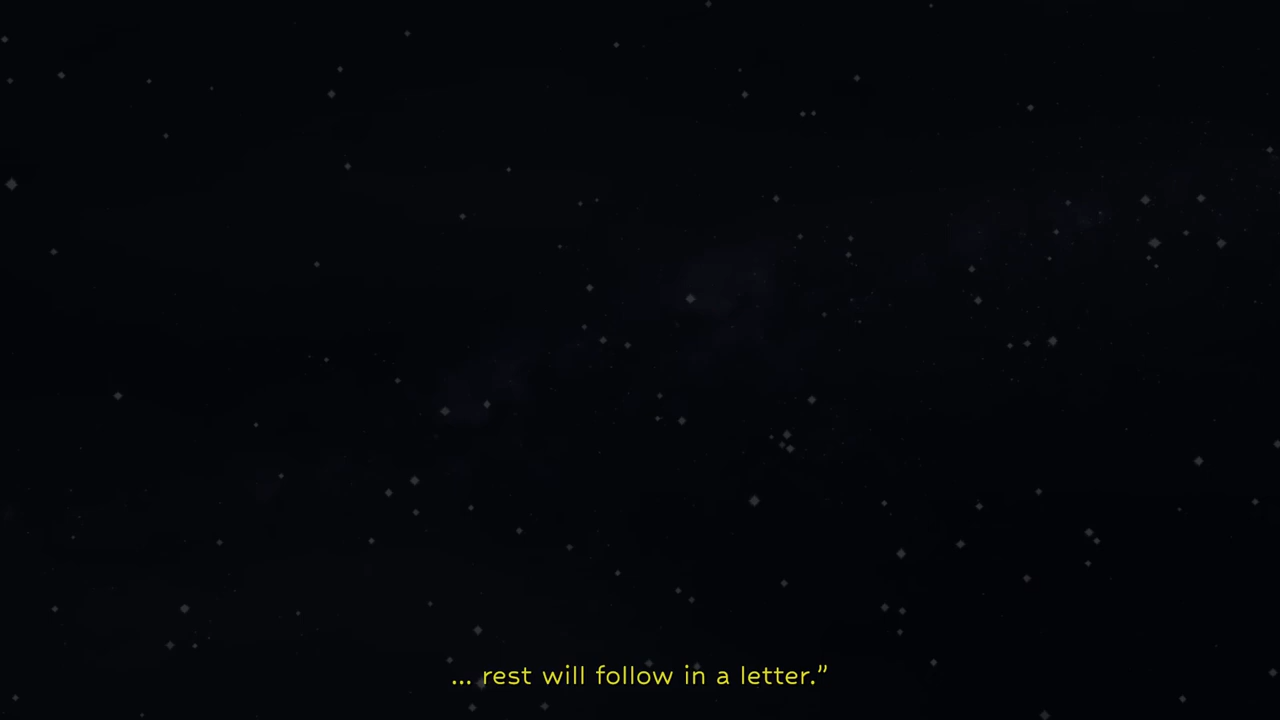 ... rest will follow in a letter.”